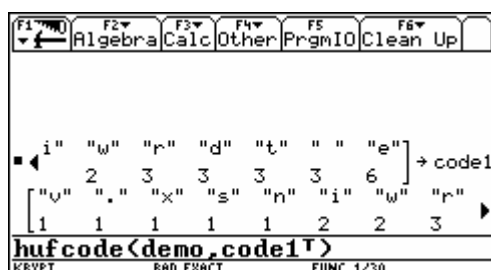 F1 F2 Algebra F3 Calc F4 Other F5 PrgmIO F6 Clean Up
i" "w" "r" "d" "t" " " "e"
2 3 3 3 3 6 → code1
"v" "." "x" "s" "n" "i" "w" "r"
1 1 1 1 1 2 2 3
hufcode(demo,code1ᵀ)
KRYPT RAD EXACT FUNC 1/30